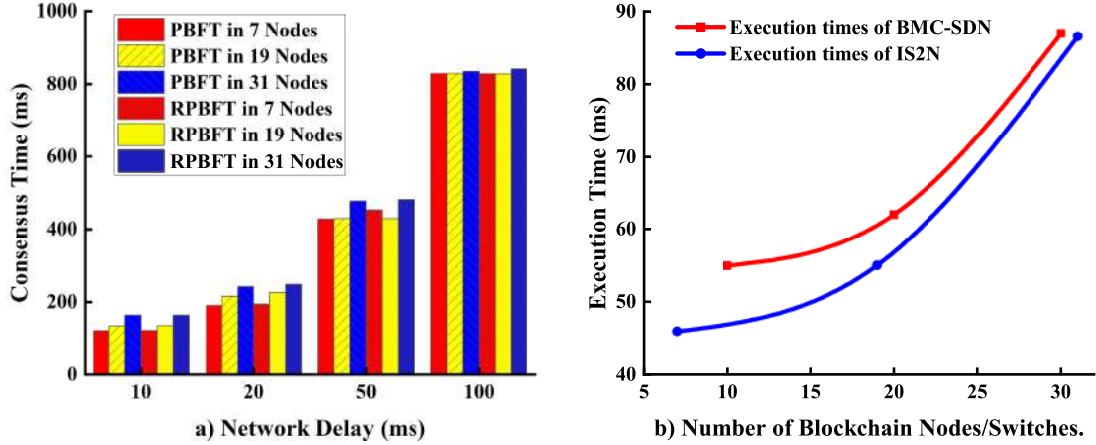 1000
800
600
400
200
0
Consensus Time (ms)
PBFT in 7 Nodes
PBFT in 19 Nodes
PBFT in 31 Nodes
RPBFT in 7 Nodes
RPBFT in 19 Nodes
RPBFT in 31 Nodes
10 20 50 100
a) Network Delay (ms)
90
80
70
60
50
40
Execution Time (ms)
Execution times of BMC-SDN
Execution times of IS2N
5 10 15 20 25 30
b) Number of Blockchain Nodes/Switches.